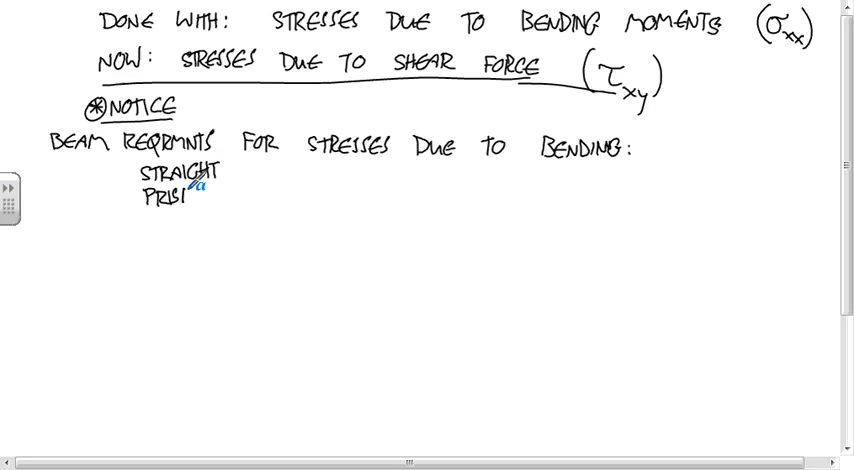 DONE WITH: STRESSES DUE TO BENDING MOMENTS (σxx)
NOW: STRESSES DUE TO SHEAR FORCE (τxy)
*NOTICE
BEAM REQRMNTS FOR STRESSES DUE TO BENDING:
STRAIGHT
PRISI